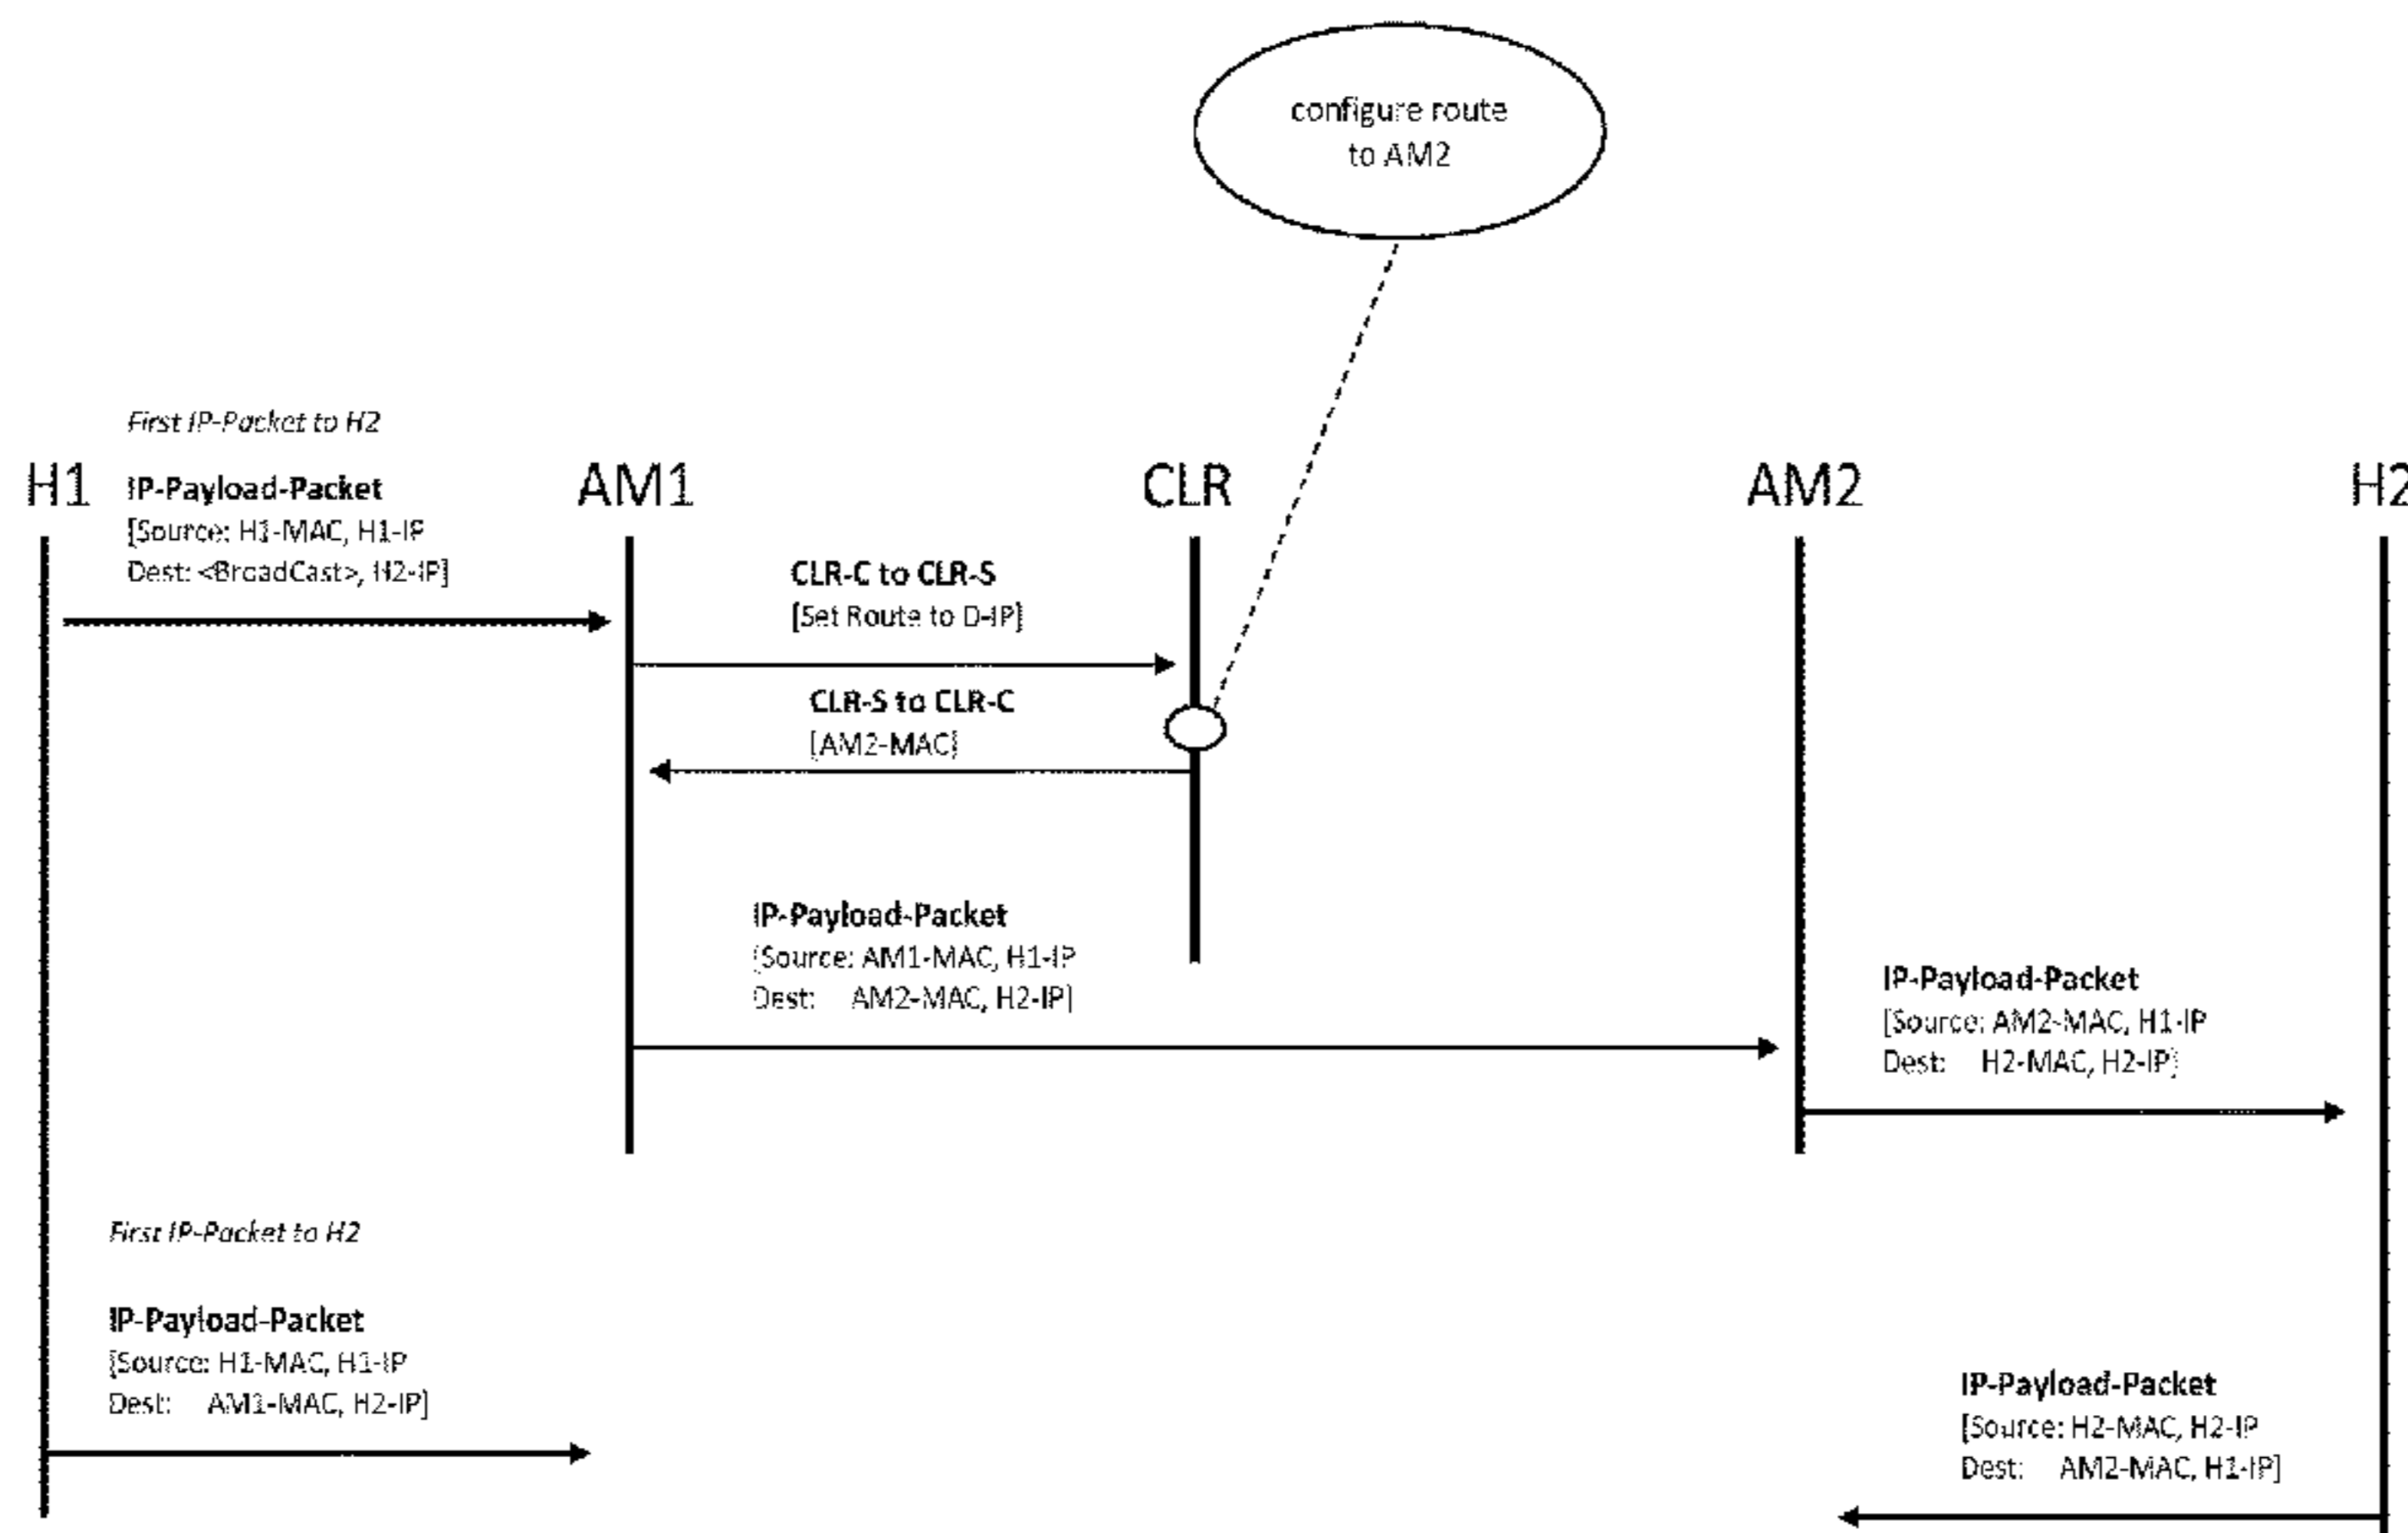 configure route
to AM2
First IP-Packet to H2
H1
IP-Payload-Packet
[Source: H1-MAC, H1-IP
Dest: <BroadCast>, H2-IP]
AM1
CLR
AM2
H2
CLR-C to CLR-S
[Set Route to D-IP]
CLR-S to CLR-C
[AM2-MAC]
IP-Payload-Packet
[Source: AM1-MAC, H1-IP
Dest: AM2-MAC, H2-IP]
IP-Payload-Packet
[Source: AM2-MAC, H1-IP
Dest: H2-MAC, H2-IP]
First IP-Packet to H2
IP-Payload-Packet
[Source: H1-MAC, H1-IP
Dest: AM1-MAC, H2-IP]
IP-Payload-Packet
[Source: H2-MAC, H2-IP
Dest: AM2-MAC, H1-IP]